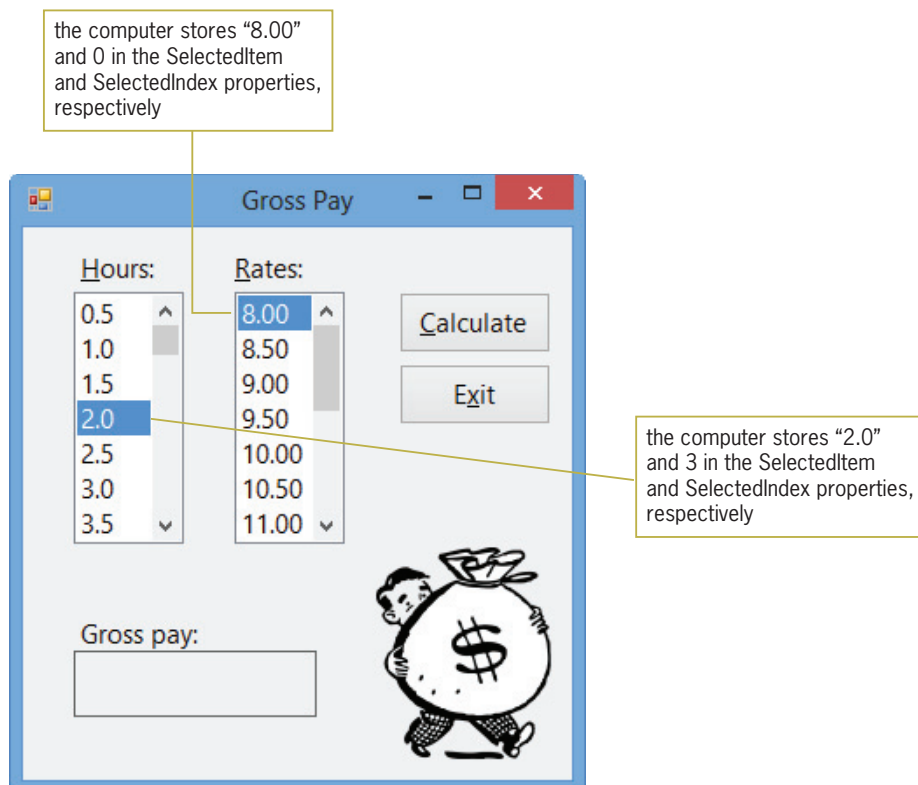 the computer stores “8.00”
and 0 in the SelectedItem
and SelectedIndex properties,
respectively
Gross Pay
Hours:
0.5
1.0
1.5
2.0
2.5
3.0
3.5
Rates:
8.00
8.50
9.00
9.50
10.00
10.50
11.00
Calculate
Exit
the computer stores “2.0”
and 3 in the SelectedItem
and SelectedIndex properties,
respectively
Gross pay:
$